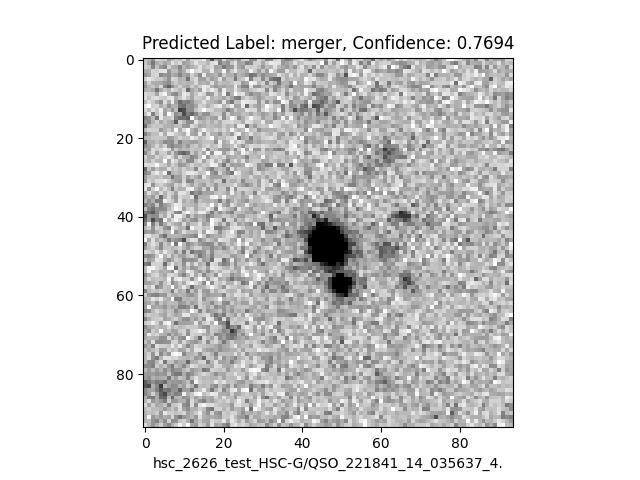 Predicted Label: merger, Confidence: 0.7694
0
20
40
60
80
0 20 40 60 80
hsc_2626_test_HSC-G/QSO_221841_14_035637_4.